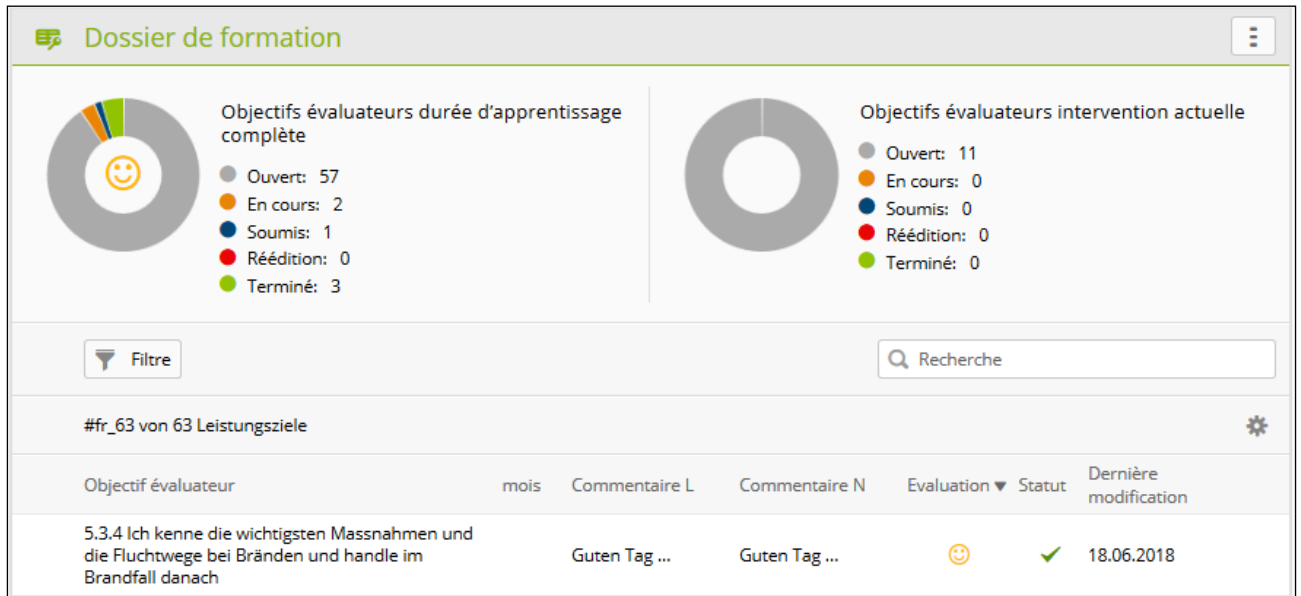 Dossier de formation
Objectifs évaluateurs durée d'apprentissage
complète
Ouvert: 57
En cours: 2
Soumis: 1
Réédition: 0
Terminé: 3
Objectifs évaluateurs intervention actuelle
Ouvert: 11
En cours: 0
Soumis: 0
Réédition: 0
Terminé: 0
Filtre
Recherche
#fr_63 von 63 Leistungsziele
Objectif évaluateur mois Commentaire L Commentaire N Evaluation ▼ Statut Dernière
modification
5.3.4 Ich kenne die wichtigsten Massnahmen und
die Fluchtwege bei Bränden und handle im Guten Tag ... Guten Tag ... 18.06.2018
Brandfall danach